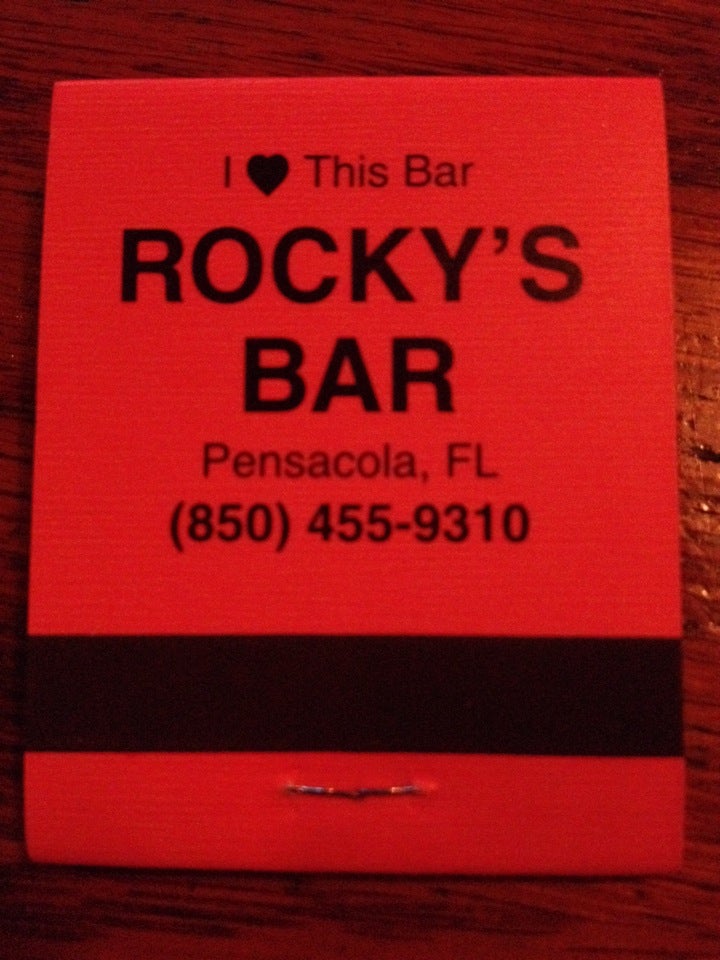 I ♥ This Bar
ROCKY'S
BAR
Pensacola, FL
(850) 455-9310